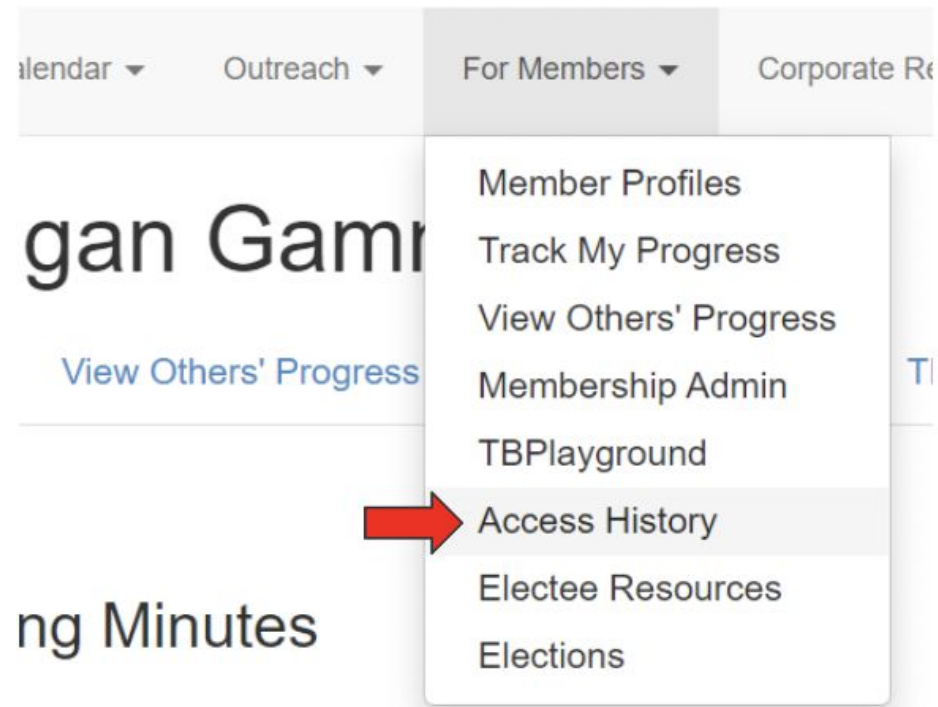 alendar Outreach For Members Corporate Re
Member Profiles
gan Gam
Track My Progress
View Others' Progress
View Others' Progress
Membership Admin
TBPlayground
Access History
Electee Resources
ng Minutes
Elections